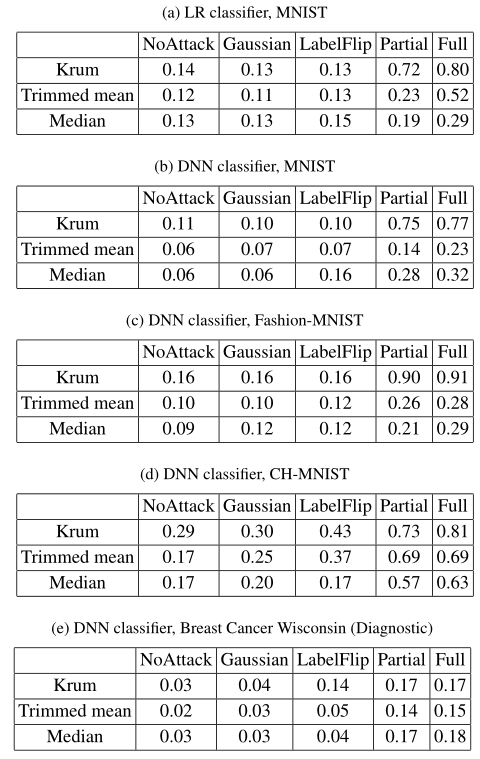 (a) LR classifier, MNIST
NoAttack Gaussian LabelFlip Partial Full
Krum 0.14 0.13 0.13 0.72 0.80
Trimmed mean 0.12 0.11 0.13 0.23 0.52
Median 0.13 0.13 0.15 0.19 0.29
(b) DNN classifier, MNIST
NoAttack Gaussian LabelFlip Partial Full
Krum 0.11 0.10 0.10 0.75 0.77
Trimmed mean 0.06 0.07 0.07 0.14 0.23
Median 0.06 0.06 0.16 0.28 0.32
(c) DNN classifier, Fashion-MNIST
NoAttack Gaussian LabelFlip Partial Full
Krum 0.16 0.16 0.16 0.90 0.91
Trimmed mean 0.10 0.10 0.12 0.26 0.28
Median 0.09 0.12 0.12 0.21 0.29
(d) DNN classifier, CH-MNIST
NoAttack Gaussian LabelFlip Partial Full
Krum 0.29 0.30 0.43 0.73 0.81
Trimmed mean 0.17 0.25 0.37 0.69 0.69
Median 0.17 0.20 0.17 0.57 0.63
(e) DNN classifier, Breast Cancer Wisconsin (Diagnostic)
NoAttack Gaussian LabelFlip Partial Full
Krum 0.03 0.04 0.14 0.17 0.17
Trimmed mean 0.02 0.03 0.05 0.14 0.15
Median 0.03 0.03 0.04 0.17 0.18